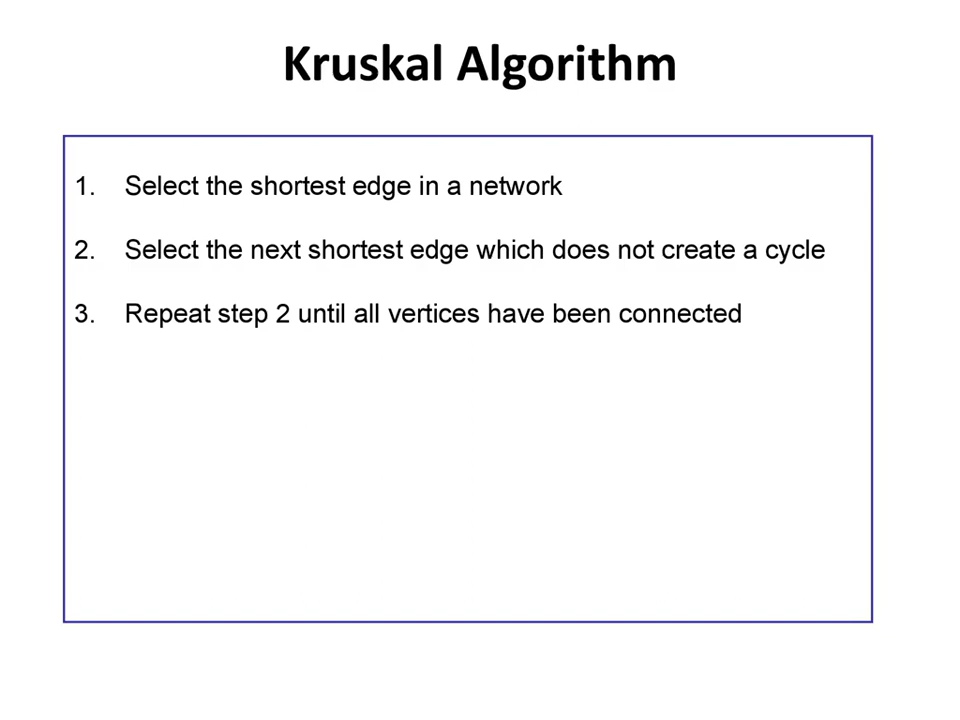 Kruskal Algorithm
1. Select the shortest edge in a network
2. Select the next shortest edge which does not create a cycle
3. Repeat step 2 until all vertices have been connected